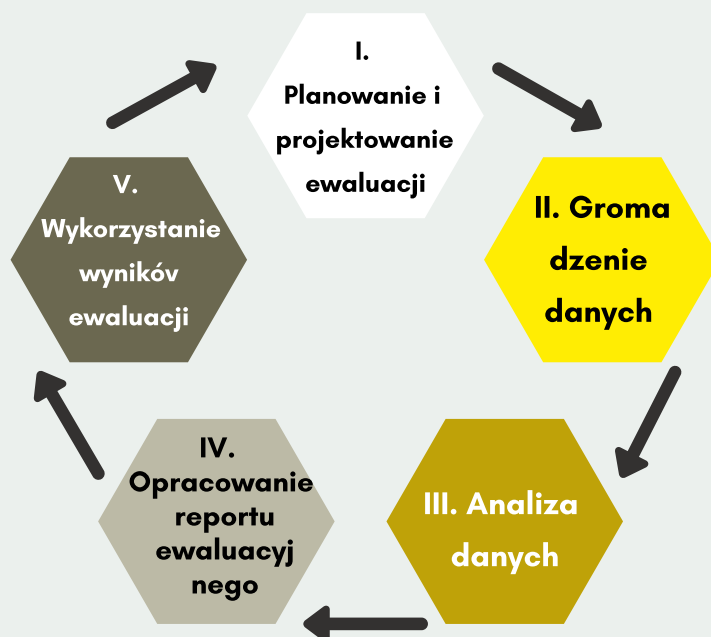 I.
Planowanie i
projektowanie
ewaluacji
II. Groma
dzenie
danych
III. Analiza
danych
IV.
Opracowanie
reportu
ewaluacyj
nego
V.
Wykorzystanie
wyników
ewaluacji